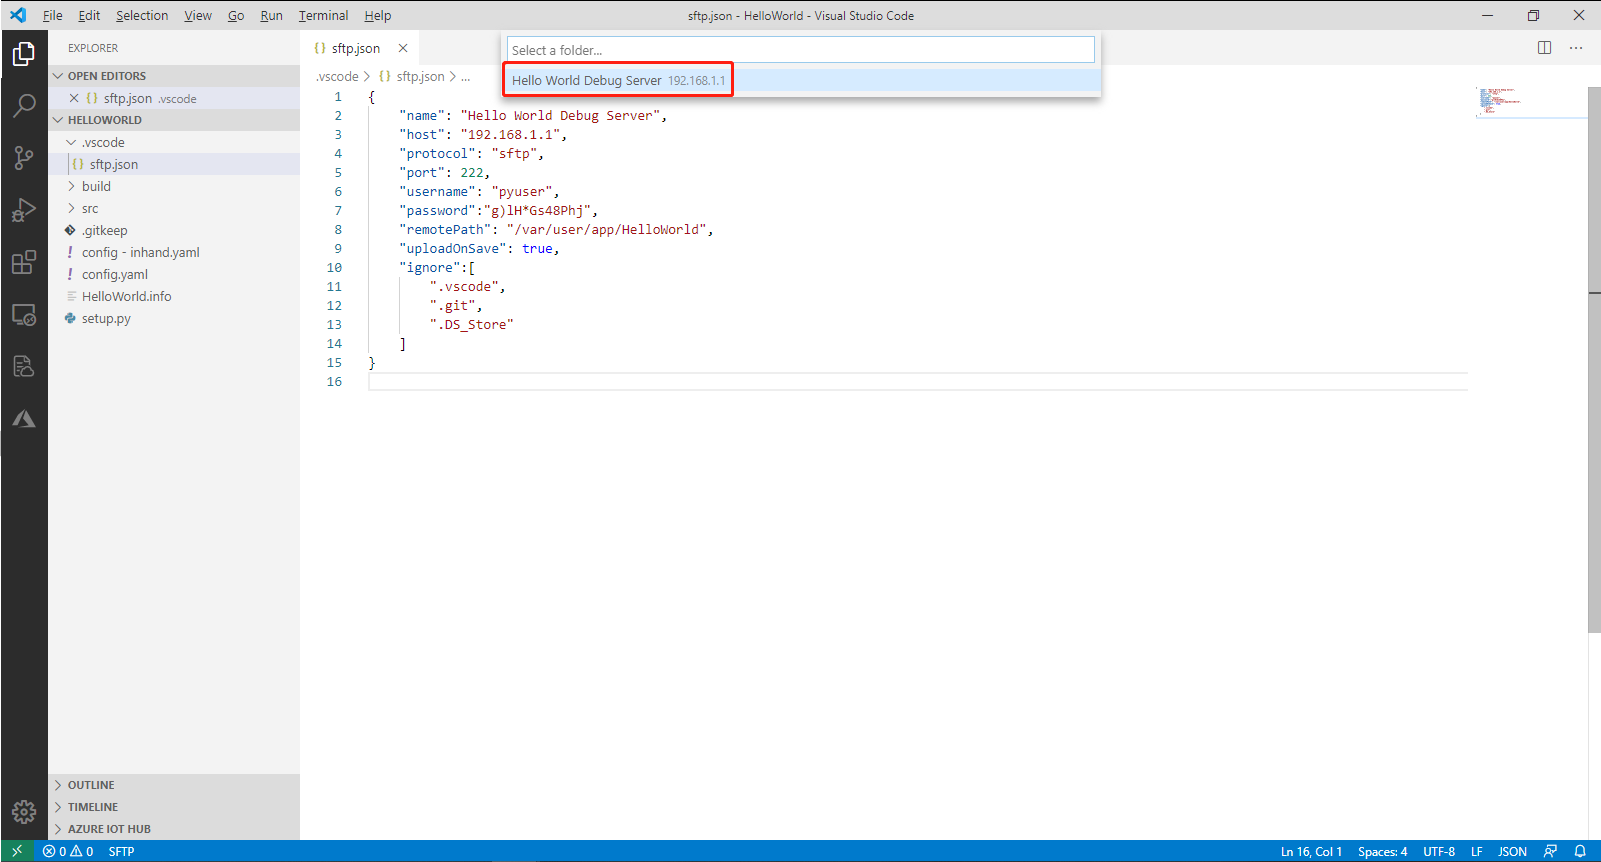 File Edit Selection View Go Run Terminal Help
sftp.json - HelloWorld - Visual Studio Code
EXPLORER
OPEN EDITORS
{} sftp.json .vscode
HELLOWORLD
.vscode
{} sftp.json
build
src
.gitkeep
! config - inhand.yaml
! config.yaml
HelloWorld.info
setup.py
OUTLINE
TIMELINE
AZURE IOT HUB
{} sftp.json
Select a folder...
Hello World Debug Server 192.168.1.1
.vscode > {} sftp.json > ...
1 {
2 "name": "Hello World Debug Server",
3 "host": "192.168.1.1",
4 "protocol": "sftp",
5 "port": 222,
6 "username": "pyuser",
7 "password":"g)lH*Gs48Phj",
8 "remotePath": "/var/user/app/HelloWorld",
9 "uploadOnSave": true,
10 "ignore":[
11 ".vscode",
12 ".git",
13 ".DS_Store"
14 ]
15 }
16
0 0 SFTP
Ln 16, Col 1 Spaces: 4 UTF-8 LF JSON